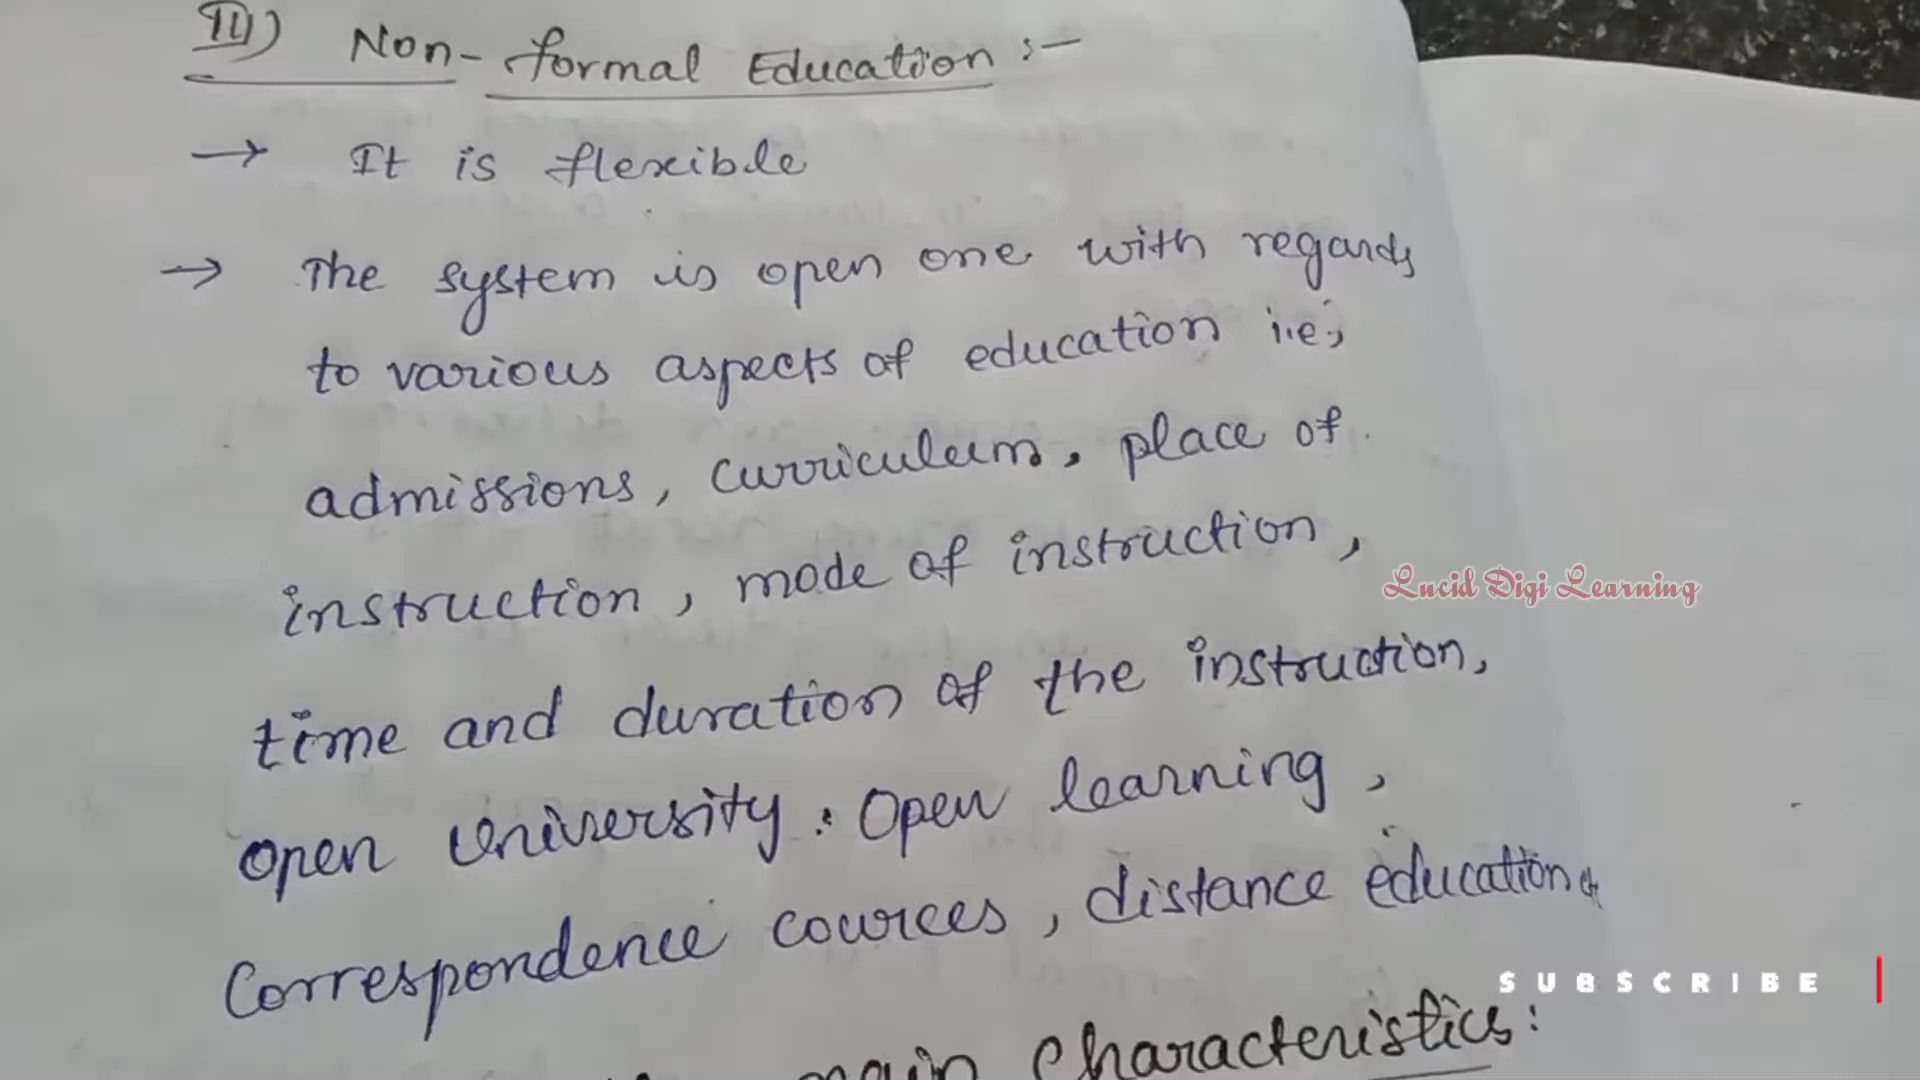 III) Non-formal Education :-
→ It is flexible
→ The system is open one with regards
to various aspects of education i.e;
admissions, curriculum, place of
instruction, mode of instruction,
Lucid Digi Learning
time and duration of the instruction,
open university. Open learning,
Correspondence cources, distance education
SUBSCRIBE
main Characteristics: